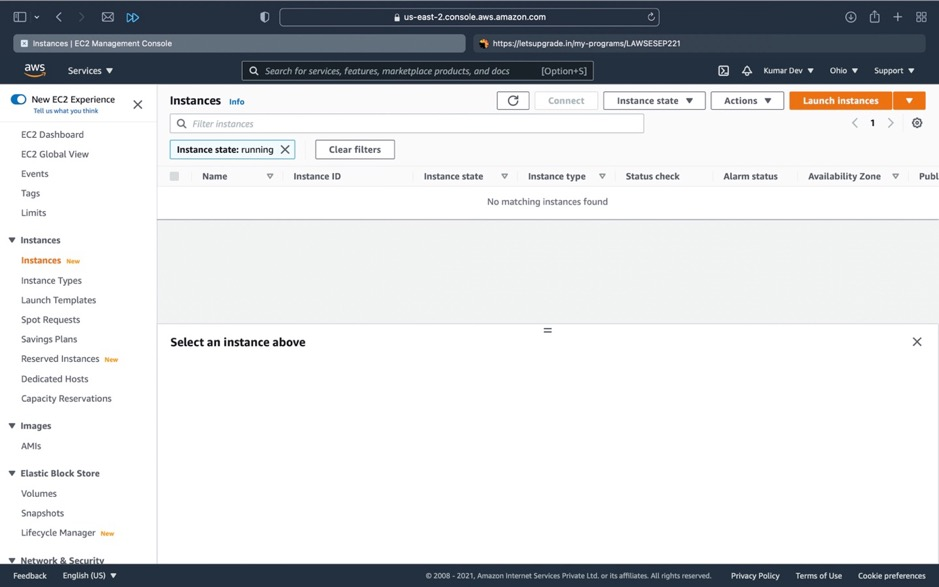 us-east-2.console.aws.amazon.com
Instances | EC2 Management Console
https://letsupgrade.in/my-programs/LAWSESEP221
aws
Services ▼
Search for services, features, marketplace products, and docs [Option+5]
Kumar Dev ▼
Ohio ▼
Support ▼
New EC2 Experience
Tell us what you think
EC2 Dashboard
EC2 Global View
Events
Tags
Limits
Instances
Instances New
Instance Types
Launch Templates
Spot Requests
Savings Plans
Reserved Instances New
Dedicated Hosts
Capacity Reservations
Images
AMIs
Elastic Block Store
Volumes
Snapshots
Lifecycle Manager New
Network & Security
Instances Info
Connect
Instance state ▼
Actions ▼
Launch instances ▼
Filter instances
1
Instance state: running
Clear filters
Name
Instance ID
Instance state
Instance type
Status check
Alarm status
Availability Zone
Publ
No matching instances found
Select an instance above
Feedback
English (US) ▼
© 2008 - 2021, Amazon Internet Services Private Ltd. or its affiliates. All rights reserved.
Privacy Policy
Terms of Use
Cookie preferences